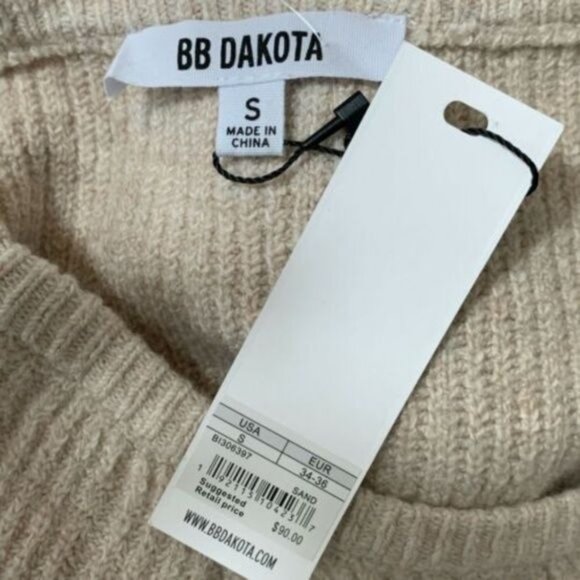 BB DAKOTA
S
MADE IN
CHINA
USA EUR
S 34-36
BI306397 SAND
Suggested
Retail price $90.00
WWW.BBDAKOTA.COM